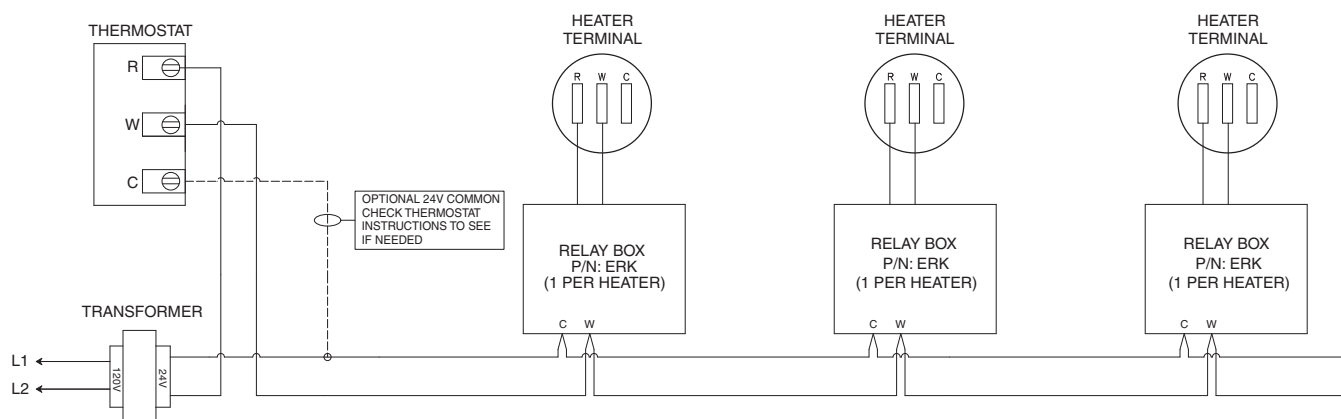 THERMOSTAT
R
W
C
OPTIONAL 24V COMMON
CHECK THERMOSTAT
INSTRUCTIONS TO SEE
IF NEEDED
TRANSFORMER
L1
L2
120V
24V
HEATER
TERMINAL
R W C
RELAY BOX
P/N: ERK
(1 PER HEATER)
C W
HEATER
TERMINAL
R W C
RELAY BOX
P/N: ERK
(1 PER HEATER)
C W
HEATER
TERMINAL
R W C
RELAY BOX
P/N: ERK
(1 PER HEATER)
C W